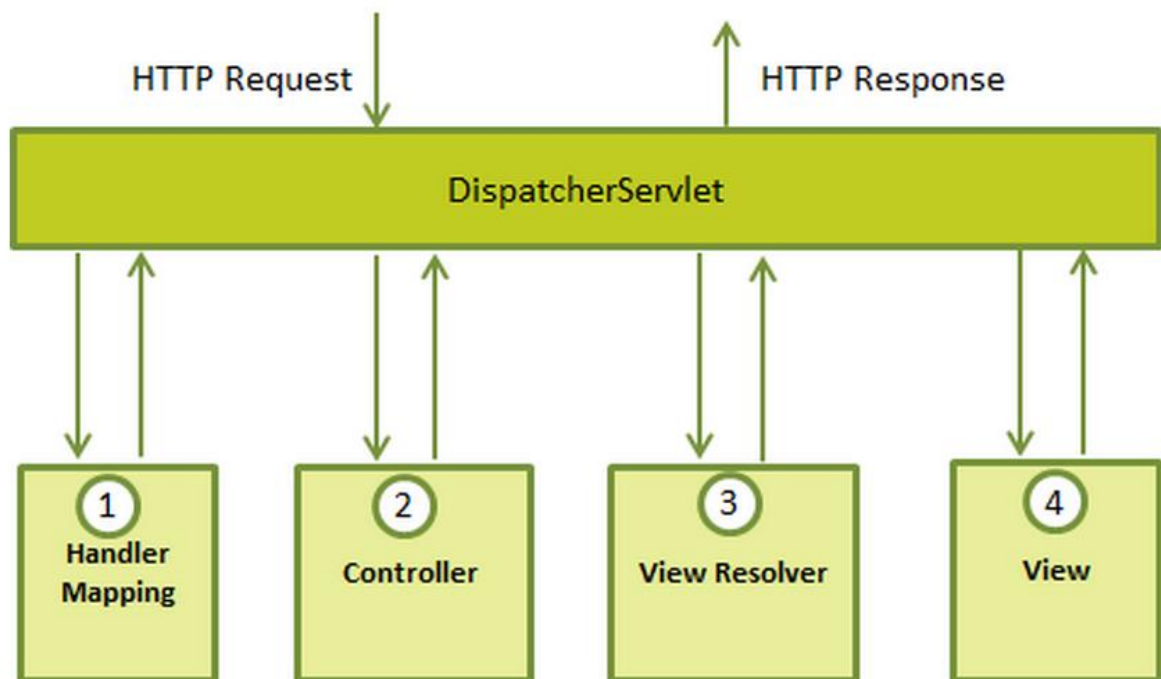 HTTP Request
HTTP Response
DispatcherServlet
1
Handler
Mapping
2
Controller
3
View Resolver
4
View